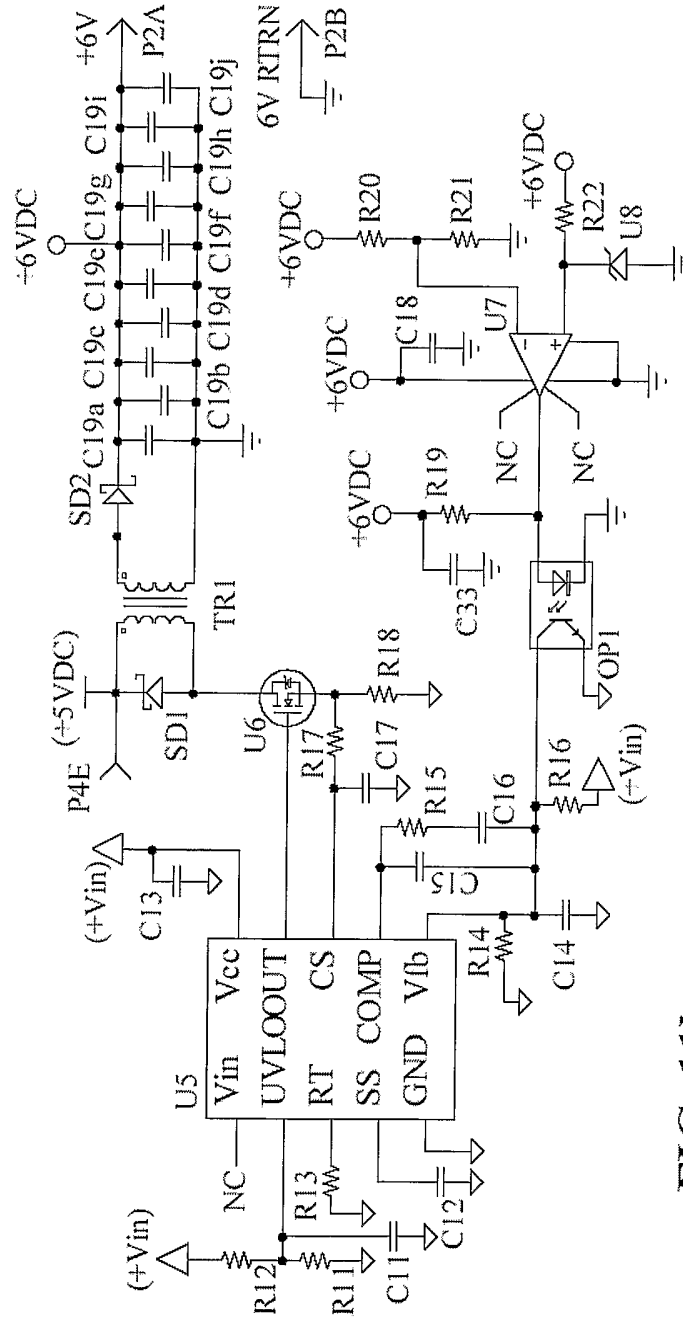 (+Vin)
R12
R11
C11
NC
R13
C12
U5
Vin Vcc
UVLO OUT
RT CS
SS COMP
GND Vfb
(+Vin)
C13
P4E
(+5VDC)
SD1
TR1
SD2
U6
R17
R18
C17
R15
C15
C16
R14
C14
R16
(+Vin)
OP1
C33
R19
+6VDC
NC
NC
+6VDC
C18
U7
-
+
+6VDC
R20
R21
+6VDC
R22
U8
C19a C19c C19e C19g C19i
C19b C19d C19f C19h C19j
+6VDC
+6V
P2A
6V RTRN
P2B